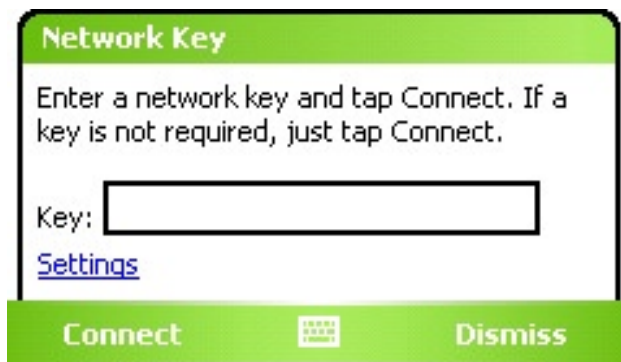 Network Key
Enter a network key and tap Connect. If a
key is not required, just tap Connect.
Key:
Settings
Connect Dismiss